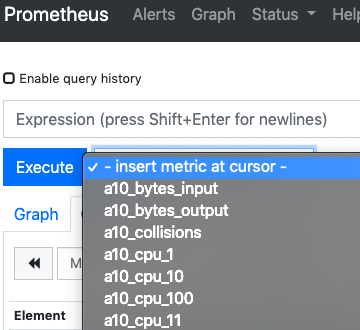 Prometheus Alerts Graph Status Help
Enable query history
Expression (press Shift+Enter for newlines)
Execute
- insert metric at cursor -
a10_bytes_input
a10_bytes_output
Graph
a10_collisions
a10_cpu_1
a10_cpu_10
a10_cpu_100
Element
a10_cpu_11